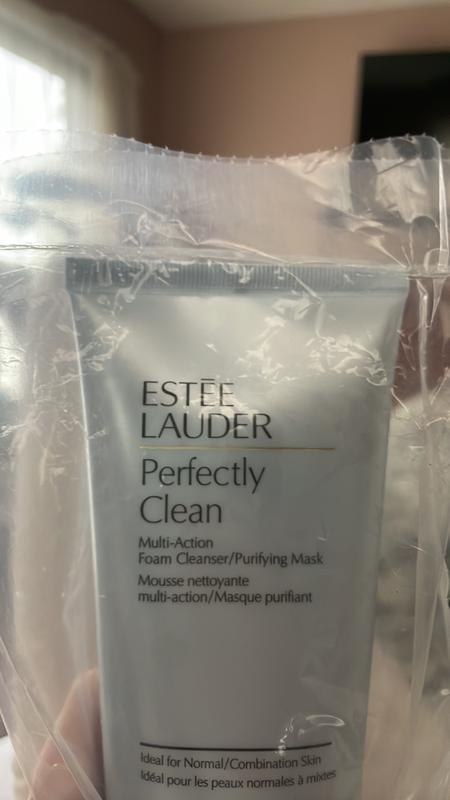 ESTĒE
LAUDER
Perfectly
Clean
Multi-Action
Foam Cleanser/Purifying Mask
Mousse nettoyante
multi-action/Masque purifiant
Ideal for Normal/Combination Skin
Idéal pour les peaux normales à mixtes